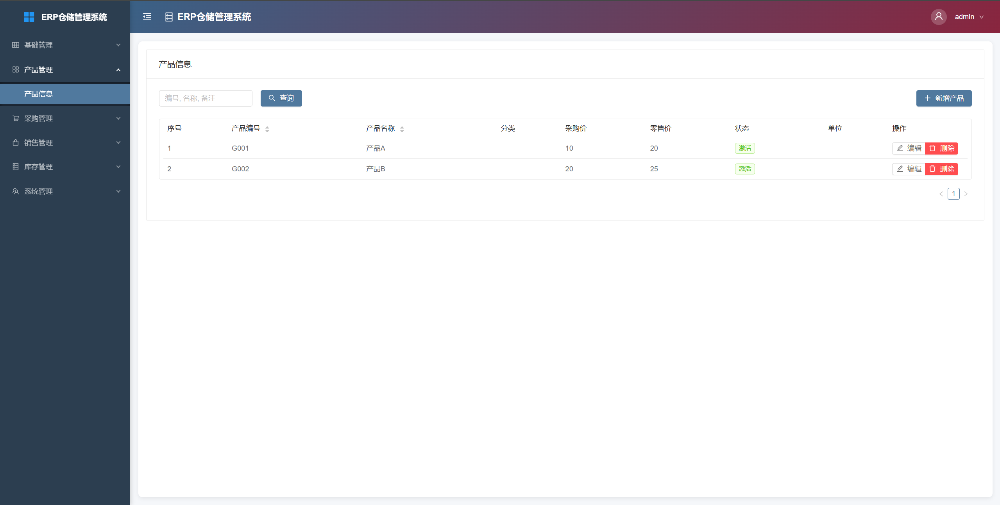 ERP仓储管理系统
ERP仓储管理系统
admin
基础管理
产品管理
产品信息
采购管理
销售管理
库存管理
系统管理
产品信息
编号, 名称, 备注
查询
新增产品
序号 产品编号 产品名称 分类 采购价 零售价 状态 单位 操作
1 G001 产品A 10 20 激活 编辑 删除
2 G002 产品B 20 25 激活 编辑 删除
1